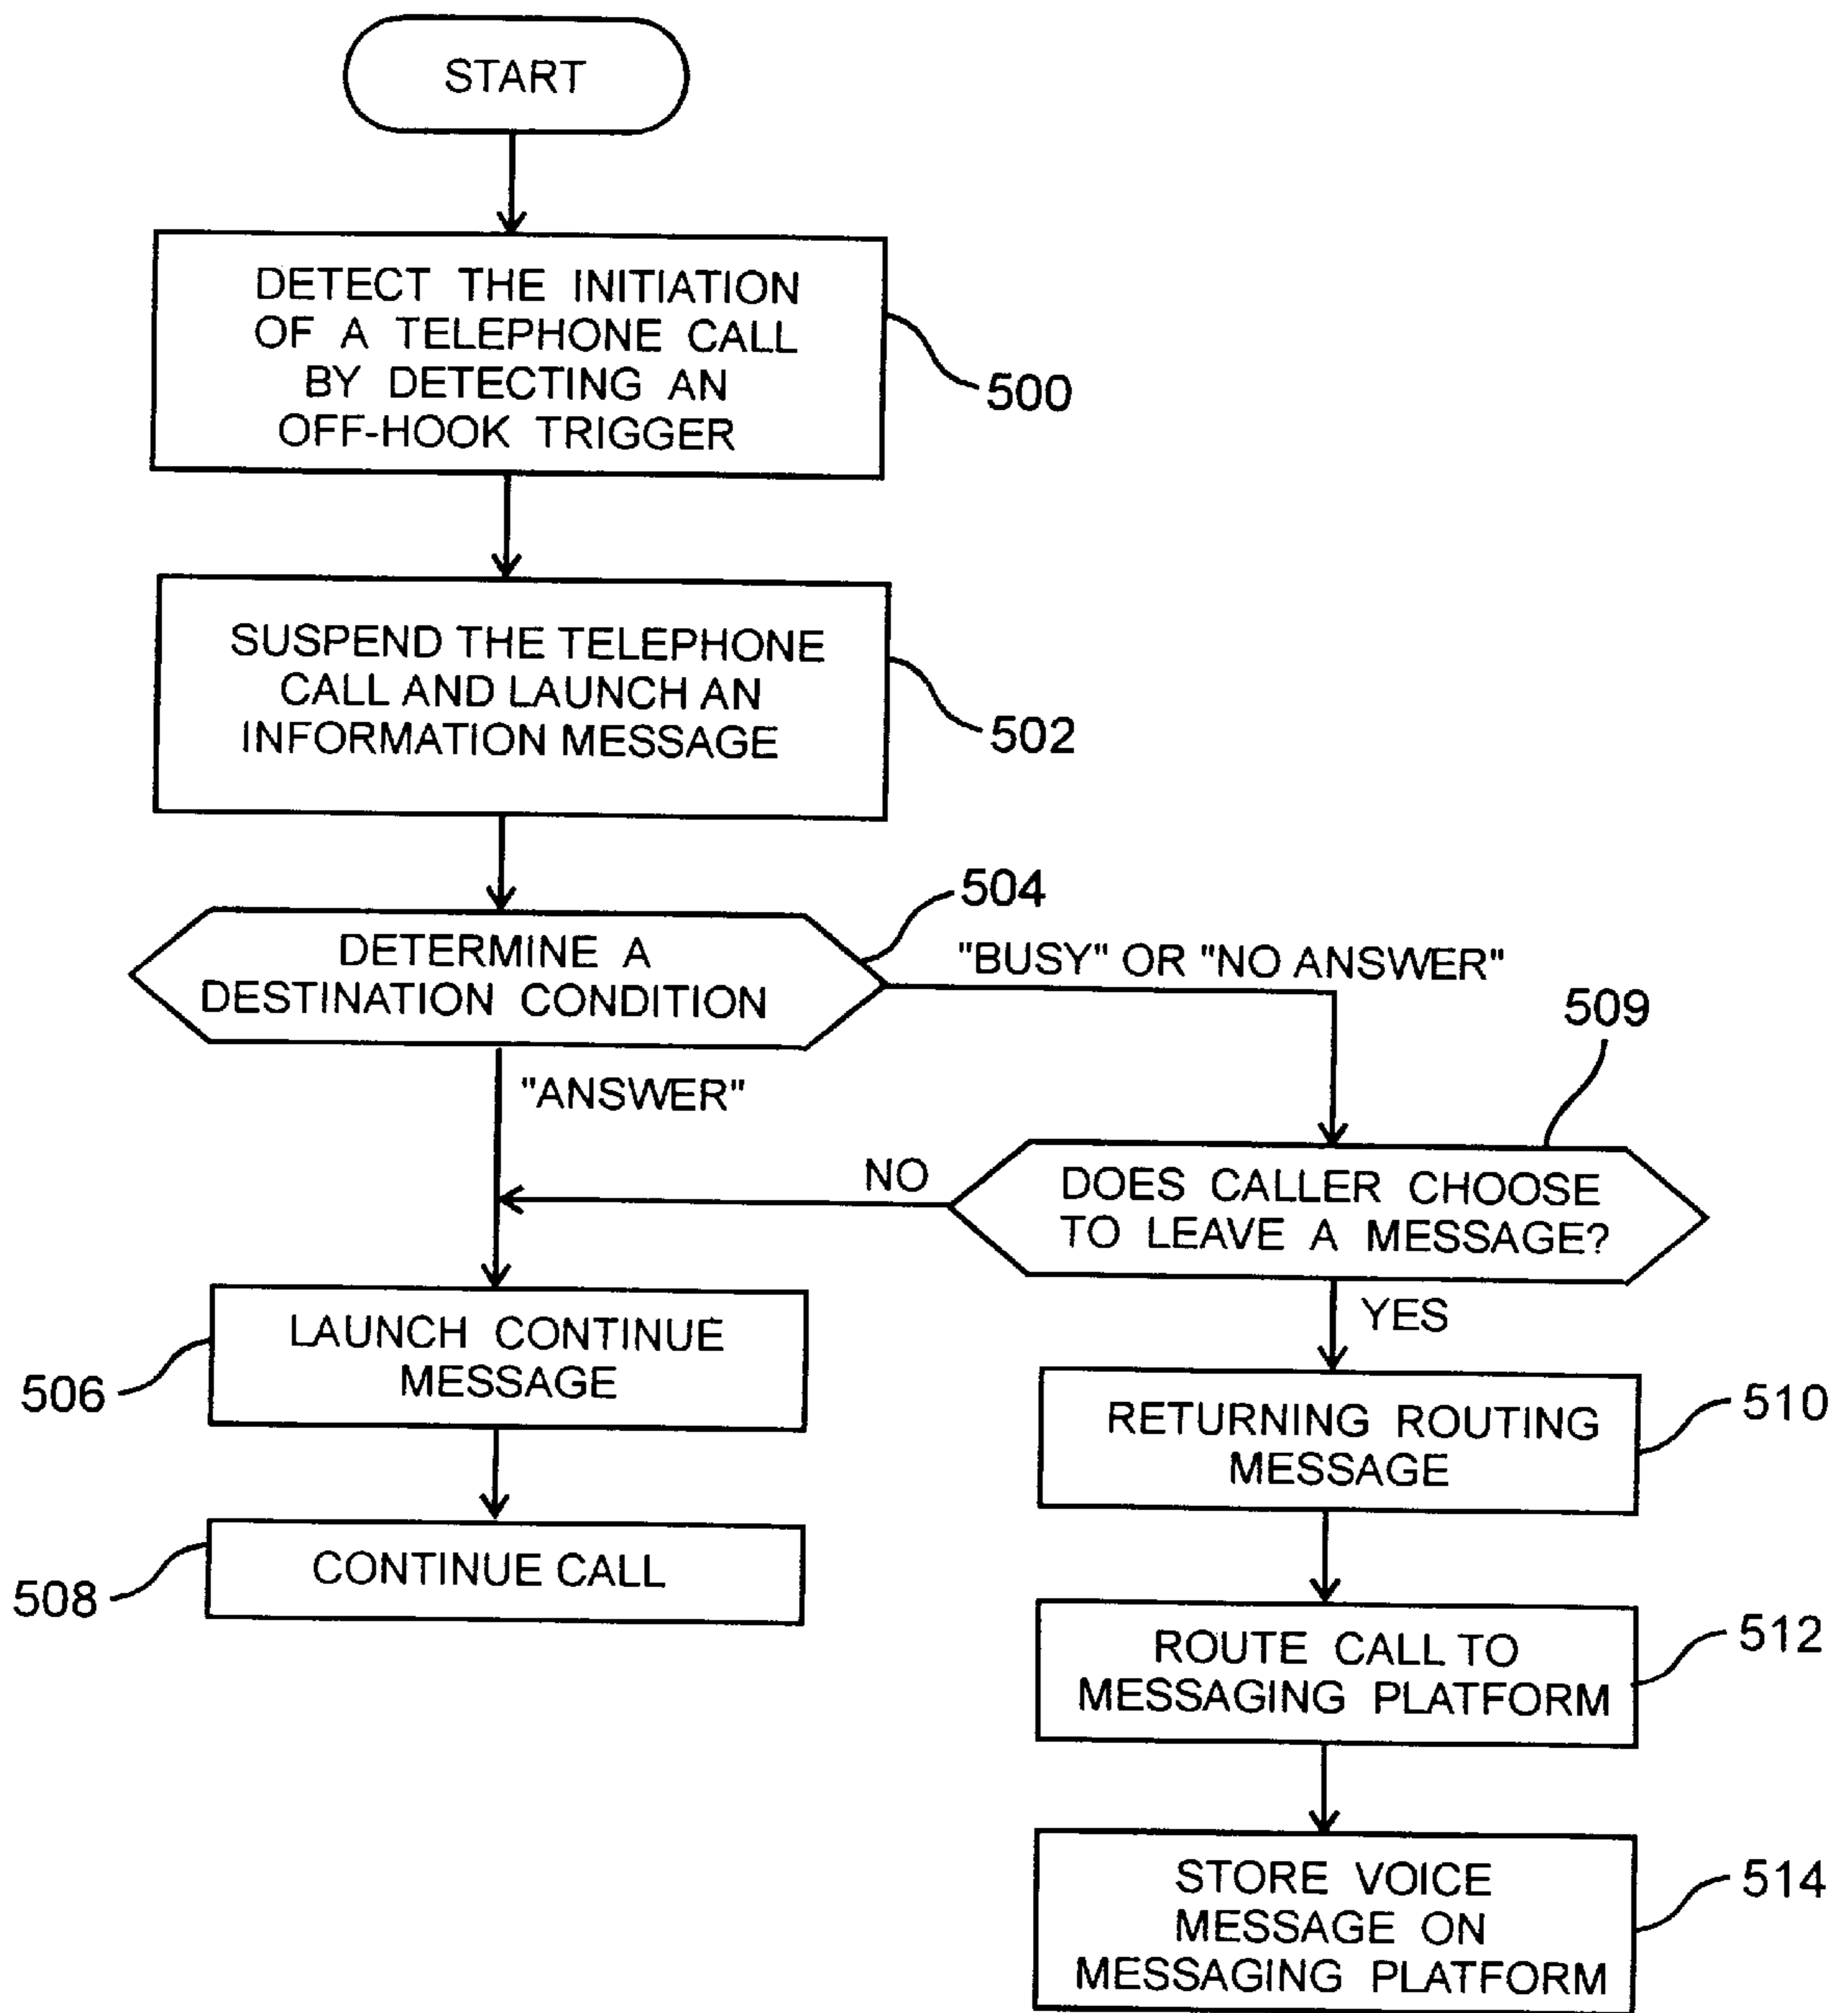 START
DETECT THE INITIATION
OF A TELEPHONE CALL
BY DETECTING AN
OFF-HOOK TRIGGER
500
SUSPEND THE TELEPHONE
CALL AND LAUNCH AN
INFORMATION MESSAGE
502
504
DETERMINE A
DESTINATION CONDITION
"BUSY" OR "NO ANSWER"
509
"ANSWER"
NO
DOES CALLER CHOOSE
TO LEAVE A MESSAGE?
YES
LAUNCH CONTINUE
MESSAGE
506
RETURNING ROUTING
MESSAGE
510
CONTINUE CALL
508
ROUTE CALL TO
MESSAGING PLATFORM
512
STORE VOICE
MESSAGE ON
MESSAGING PLATFORM
514